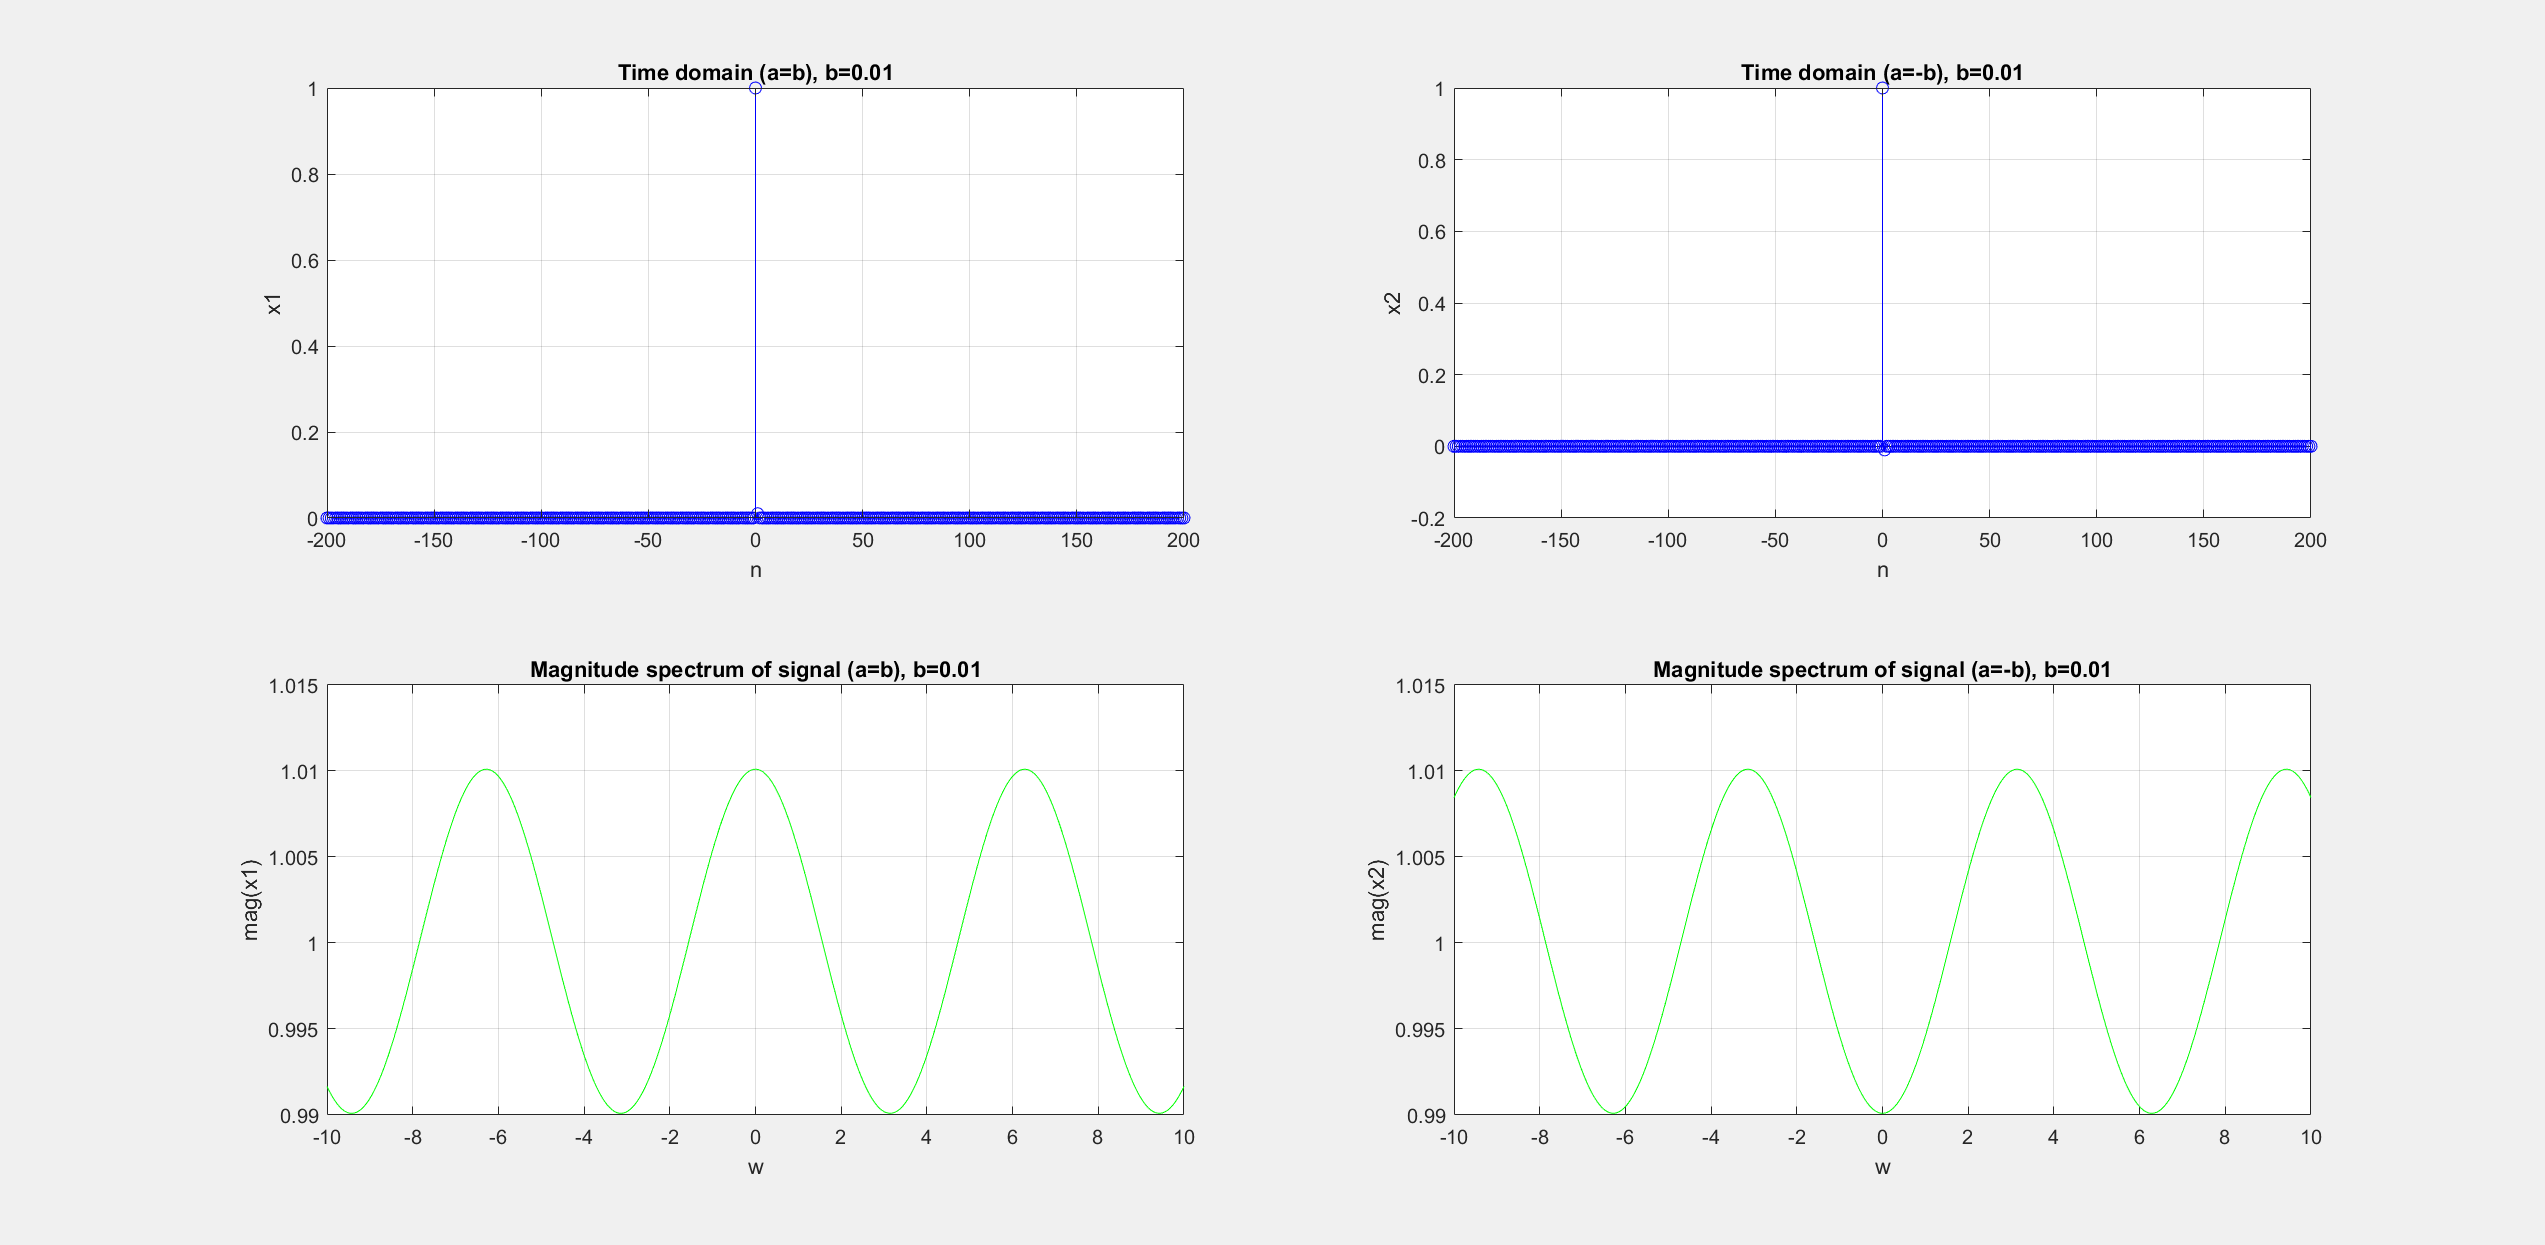 Time domain (a=b), b=0.01
1
0.8
0.6
0.4
0.2
0
x1
-200 -150 -100 -50 0 50 100 150 200
n
Time domain (a=-b), b=0.01
1
0.8
0.6
0.4
0.2
0
-0.2
x2
-200 -150 -100 -50 0 50 100 150 200
n
Magnitude spectrum of signal (a=b), b=0.01
1.015
1.01
1.005
1
0.995
0.99
mag(x1)
-10 -8 -6 -4 -2 0 2 4 6 8 10
w
Magnitude spectrum of signal (a=-b), b=0.01
1.015
1.01
1.005
1
0.995
0.99
mag(x2)
-10 -8 -6 -4 -2 0 2 4 6 8 10
w